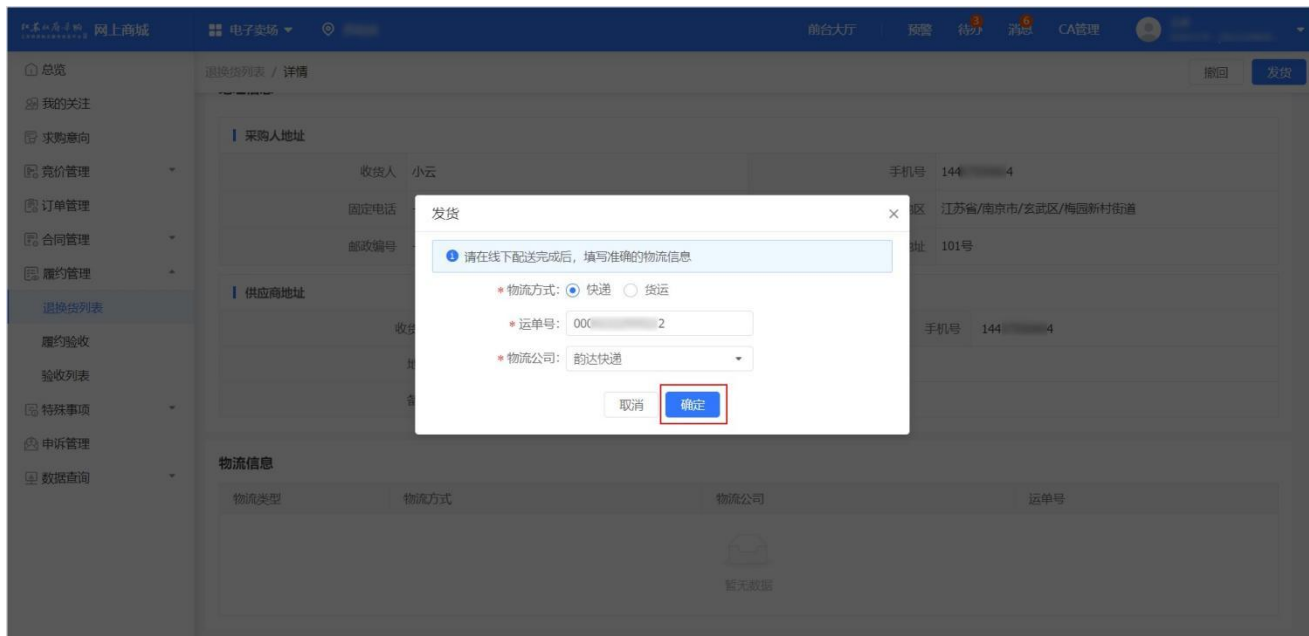 网上商城 电子卖场 前台大厅 预警 待办 3 消息 6 CA管理
总览
我的关注
求购意向
竞价管理
订单管理
合同管理
履约管理
退换货列表
履约验收
验收列表
特殊事项
申诉管理
数据查询
退换货列表 / 详情 撤回 发货
采购人地址
收货人 小云 手机号 144 4
固定电话 - 区 江苏省/南京市/玄武区/梅园新村街道
邮政编号 - 址 101号
供应商地址
收 手机号 144 4
发货 ×
请在线下配送完成后，填写准确的物流信息
*物流方式： 快递 货运
*运单号： 000 2
*物流公司： 韵达快递
取消 确定
物流信息
物流类型 物流方式 物流公司 运单号
暂无数据